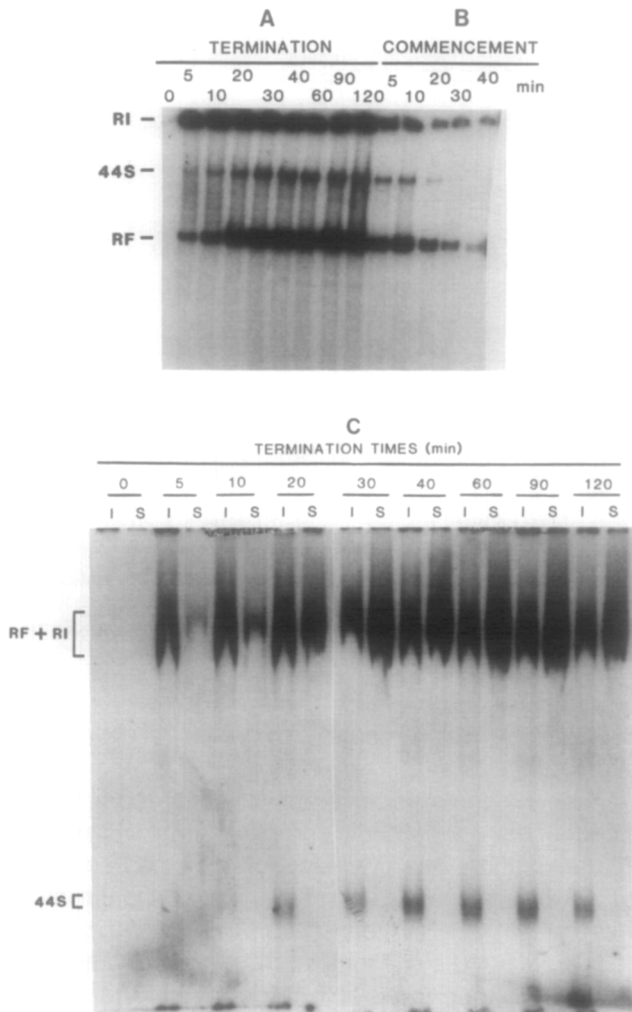 A B
TERMINATION COMMENCEMENT
5 20 40 90 5 20 40
0 10 30 60 120 10 30 min
RI
44S
RF
C
TERMINATION TIMES (min)
0 5 10 20 30 40 60 90 120
I S I S I S I S I S I S I S I S I S
RF + RI
44S